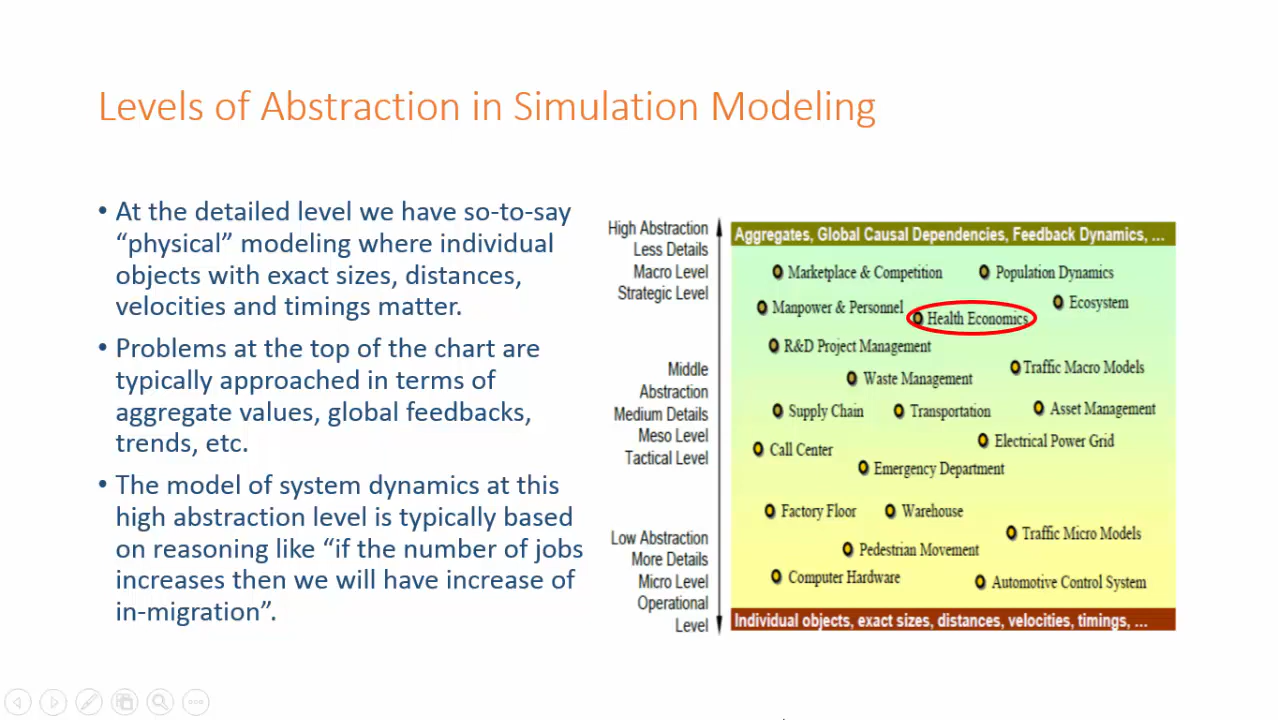 Levels of Abstraction in Simulation Modeling
• At the detailed level we have so-to-say
“physical” modeling where individual
objects with exact sizes, distances,
velocities and timings matter.
• Problems at the top of the chart are
typically approached in terms of
aggregate values, global feedbacks,
trends, etc.
• The model of system dynamics at this
high abstraction level is typically based
on reasoning like “if the number of jobs
increases then we will have increase of
in-migration”.
High Abstraction
Less Details
Macro Level
Strategic Level
Middle
Abstraction
Medium Details
Meso Level
Tactical Level
Low Abstraction
More Details
Micro Level
Operational
Level
Aggregates, Global Causal Dependencies, Feedback Dynamics, ...
Marketplace & Competition
Population Dynamics
Manpower & Personnel
Health Economics
Ecosystem
R&D Project Management
Traffic Macro Models
Waste Management
Supply Chain
Transportation
Asset Management
Call Center
Electrical Power Grid
Emergency Department
Factory Floor
Warehouse
Traffic Micro Models
Pedestrian Movement
Computer Hardware
Automotive Control System
Individual objects, exact sizes, distances, velocities, timings, ...